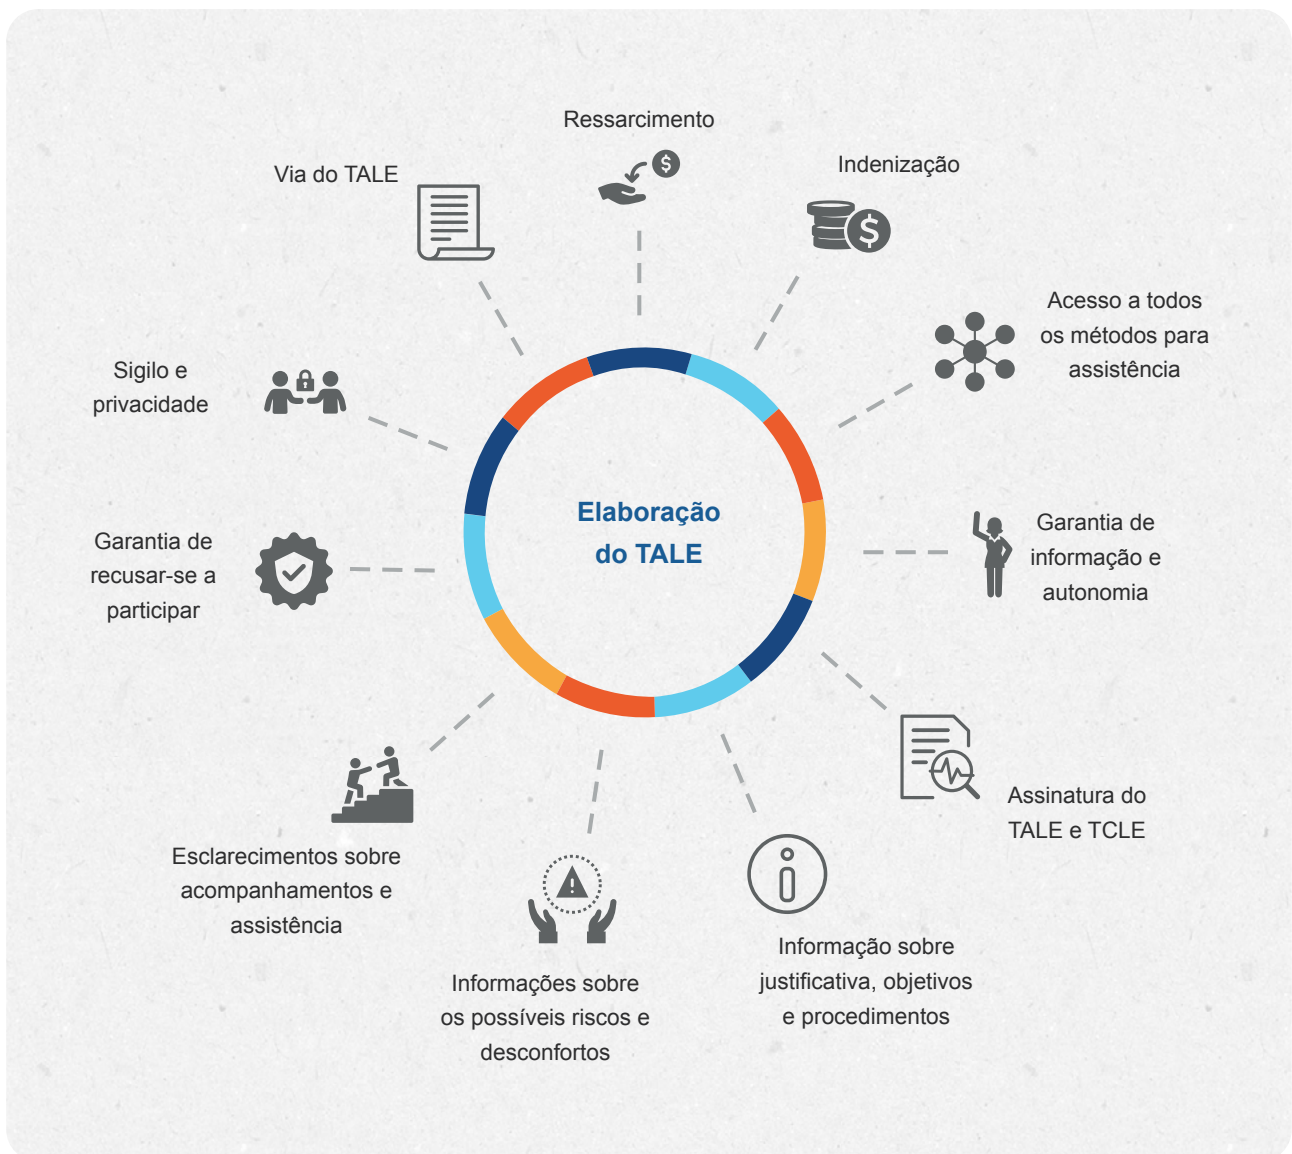 Ressarcimento
Indenização
Via do TALE
Acesso a todos
os métodos para
assistência
Sigilo e
privacidade
Garantia de
informação e
autonomia
Elaboração
do TALE
Garantia de
recusar-se a
participar
Assinatura do
TALE e TCLE
Esclarecimentos sobre
acompanhamentos e
assistência
Informação sobre
justificativa, objetivos
e procedimentos
Informações sobre
os possíveis riscos e
desconfortos